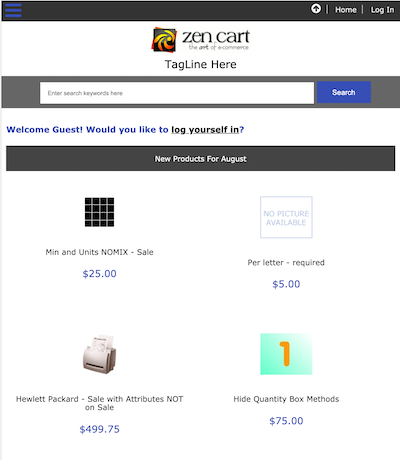 Home | Log In
zen cart
the art of e-commerce
TagLine Here
Enter search keywords here
Search
Welcome Guest! Would you like to log yourself in?
New Products For August
NO PICTURE
AVAILABLE
Min and Units NOMIX - Sale
$25.00
Per letter - required
$5.00
1
Hewlett Packard - Sale with Attributes NOT
on Sale
$499.75
Hide Quantity Box Methods
$75.00